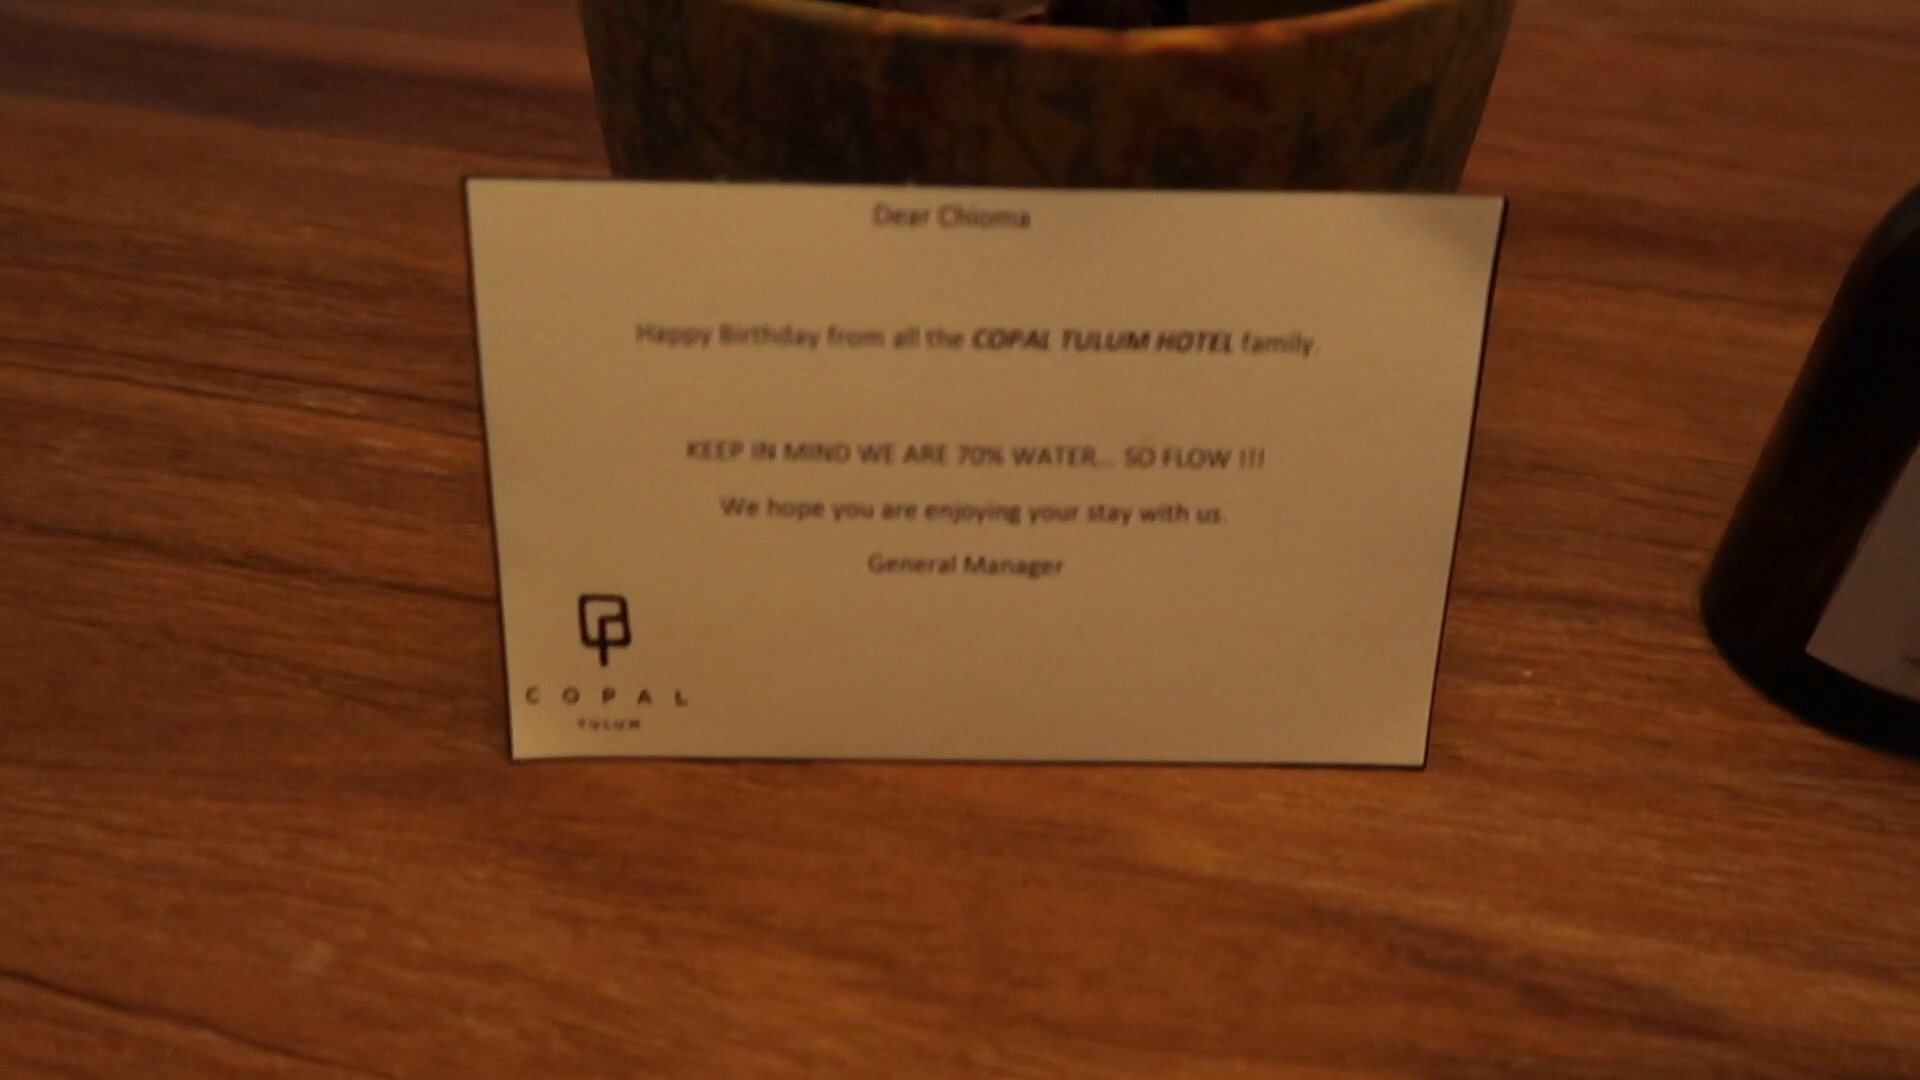 Dear Chioma
Happy Birthday from all the COPAL TULUM HOTEL family.
KEEP IN MIND WE ARE 70% WATER... SO FLOW !!!
We hope you are enjoying your stay with us.
General Manager
COPAL
TULUM